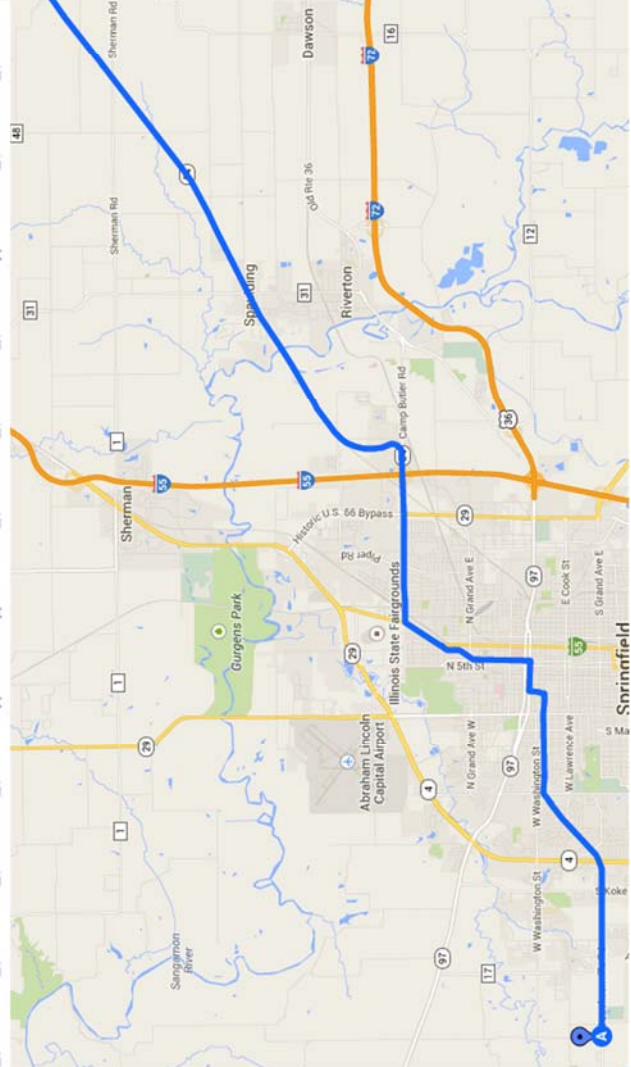 Sherman Rd
Dawson
16
72
48
Old Rte 36
72
Sherman Rd
12
31
Spaulding
31
Riverton
Camp Butler Rd
36
1
55
55
Sherman
Historic U.S. 66 Bypass
29
Piper Rd
97
E Cook St
S Grand Ave E
N Grand Ave E
Illinois State Fairgrounds
Gurgens Park
29
N 5th St
55
Springfield
1
29
Abraham Lincoln
Capital Airport
N Grand Ave W
97
W Washington St
W Lawrence Ave
S Ma
4
1
4
W Washington St
S Koke
Sangamon
River
97
17
A